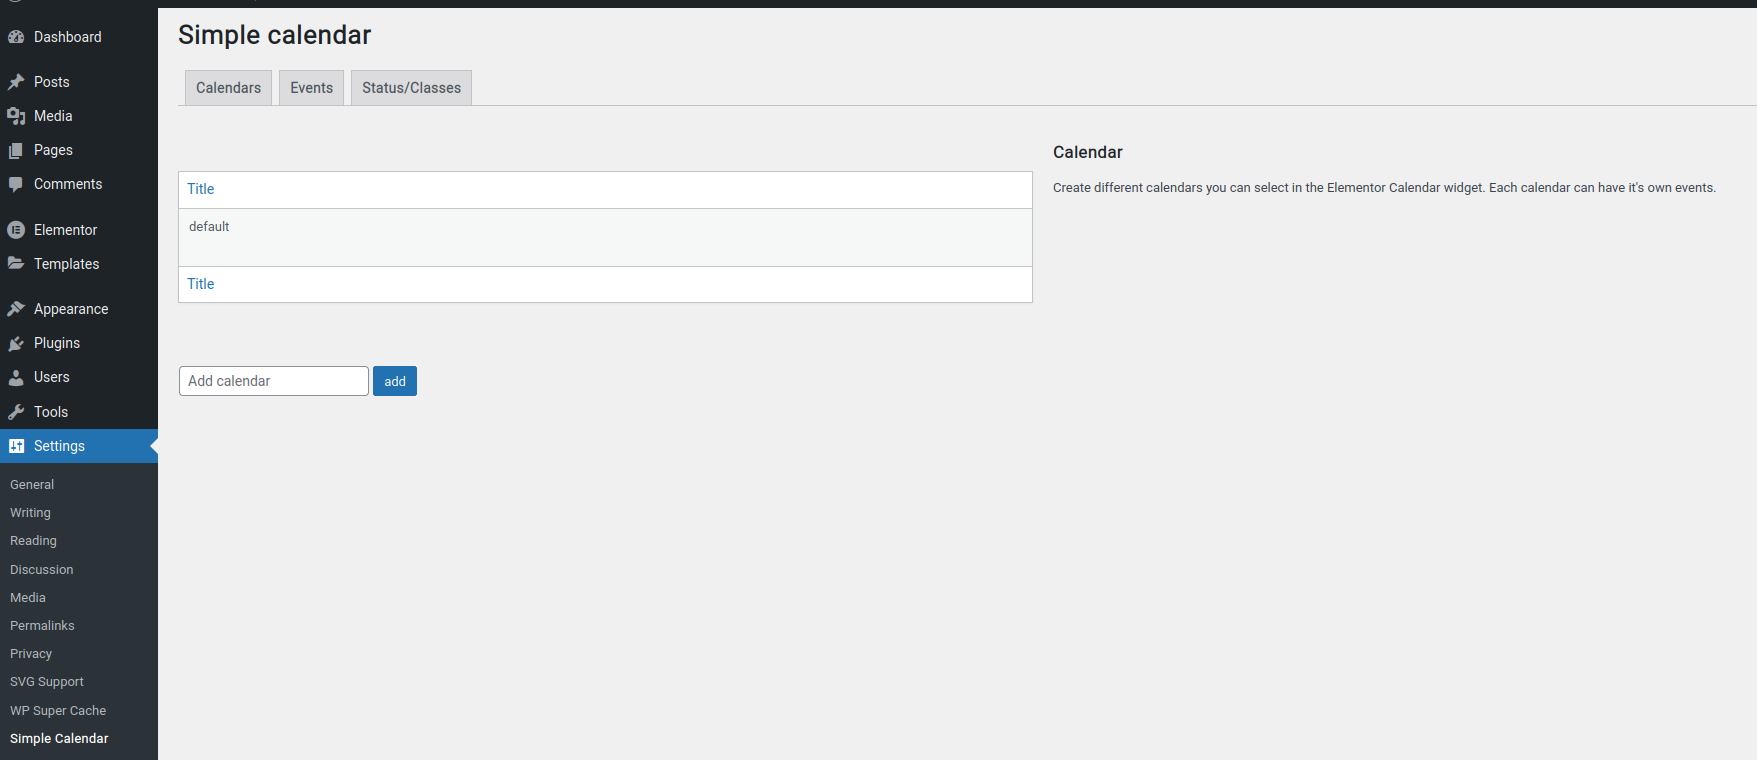 Dashboard
Posts
Media
Pages
Comments
Elementor
Templates
Appearance
Plugins
Users
Tools
Settings
General
Writing
Reading
Discussion
Media
Permalinks
Privacy
SVG Support
WP Super Cache
Simple Calendar
Simple calendar
Calendars Events Status/Classes
Title
default
Title
Add calendar add
Calendar
Create different calendars you can select in the Elementor Calendar widget. Each calendar can have it's own events.